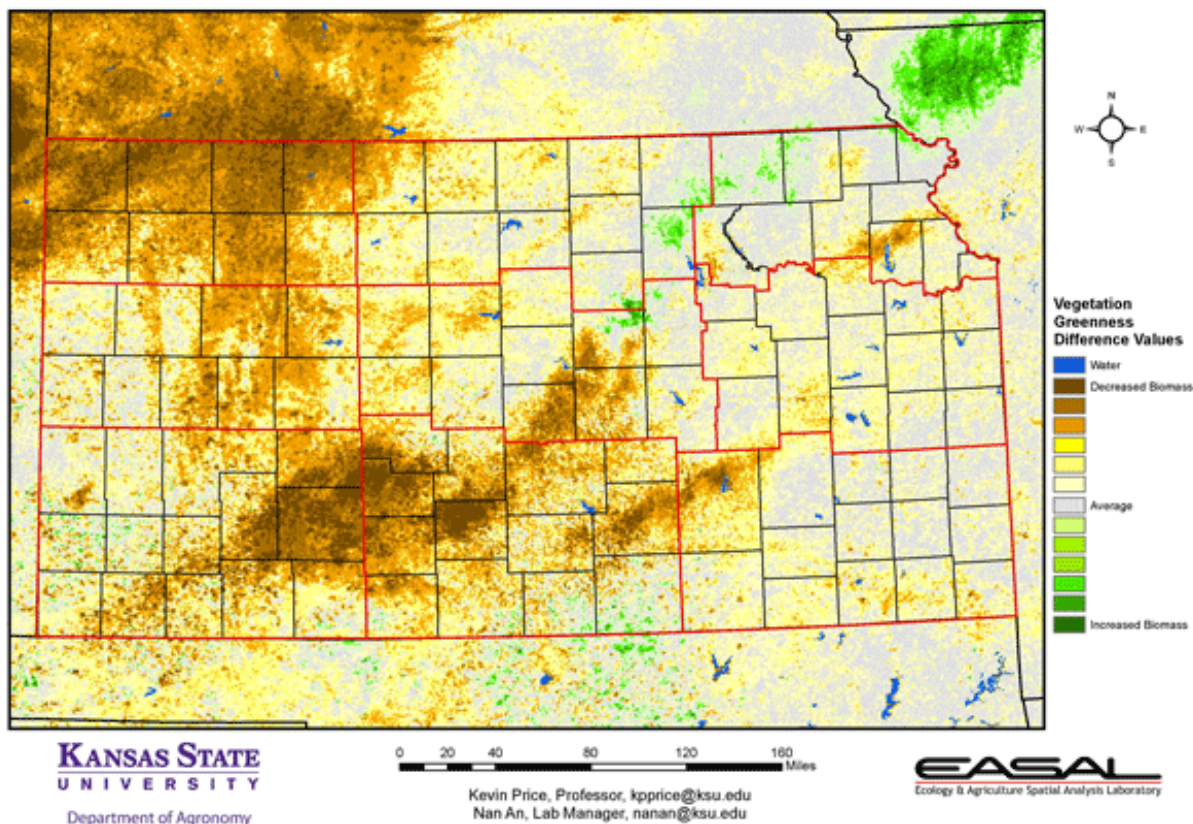 N
W E
S
Vegetation
Greenness
Difference Values
Water
Decreased Biomass
Average
Increased Biomass
KANSAS STATE
UNIVERSITY
Department of Agronomy
0 20 40 80 120 160
Miles
Kevin Price, Professor, kpprice@ksu.edu
Nan An, Lab Manager, nanan@ksu.edu
EASAL
Ecology & Agriculture Spatial Analysis Laboratory